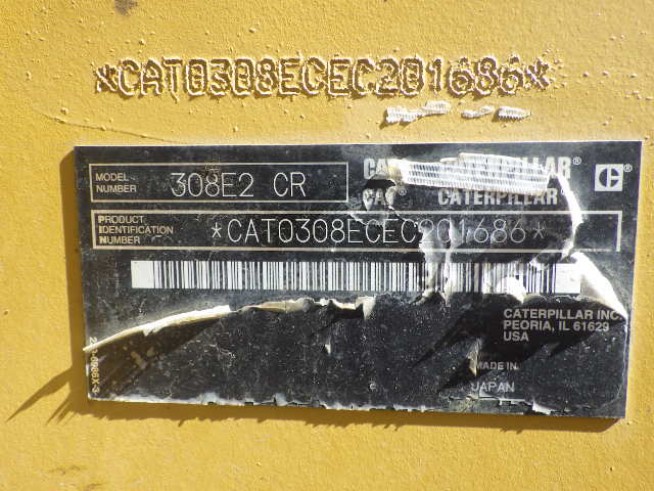 *CAT0308ECEC201686*
MODEL NUMBER 308E2 CR
CATERPILLAR®
CATERPILLAR
PRODUCT IDENTIFICATION NUMBER *CAT0308ECEC201686*
CATERPILLAR INC.
PEORIA, IL 61629
USA
MADE IN
JAPAN